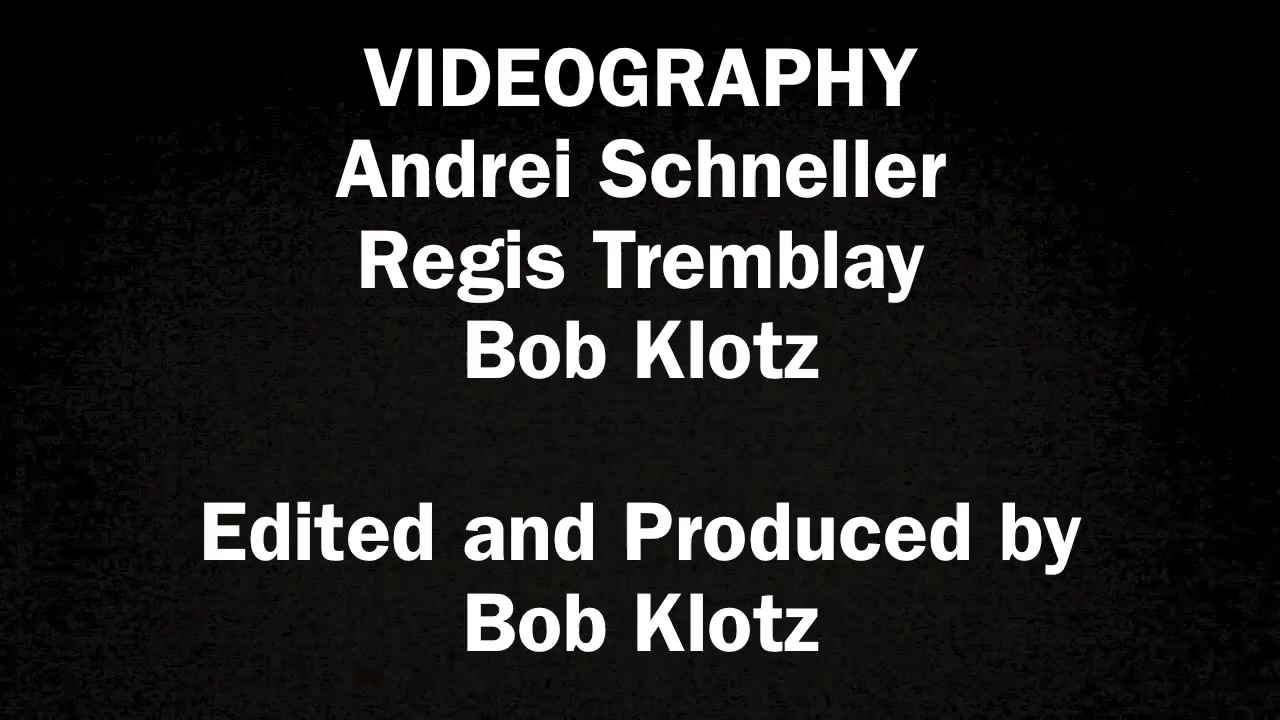 VIDEOGRAPHY
Andrei Schneller
Regis Tremblay
Bob Klotz
Edited and Produced by
Bob Klotz